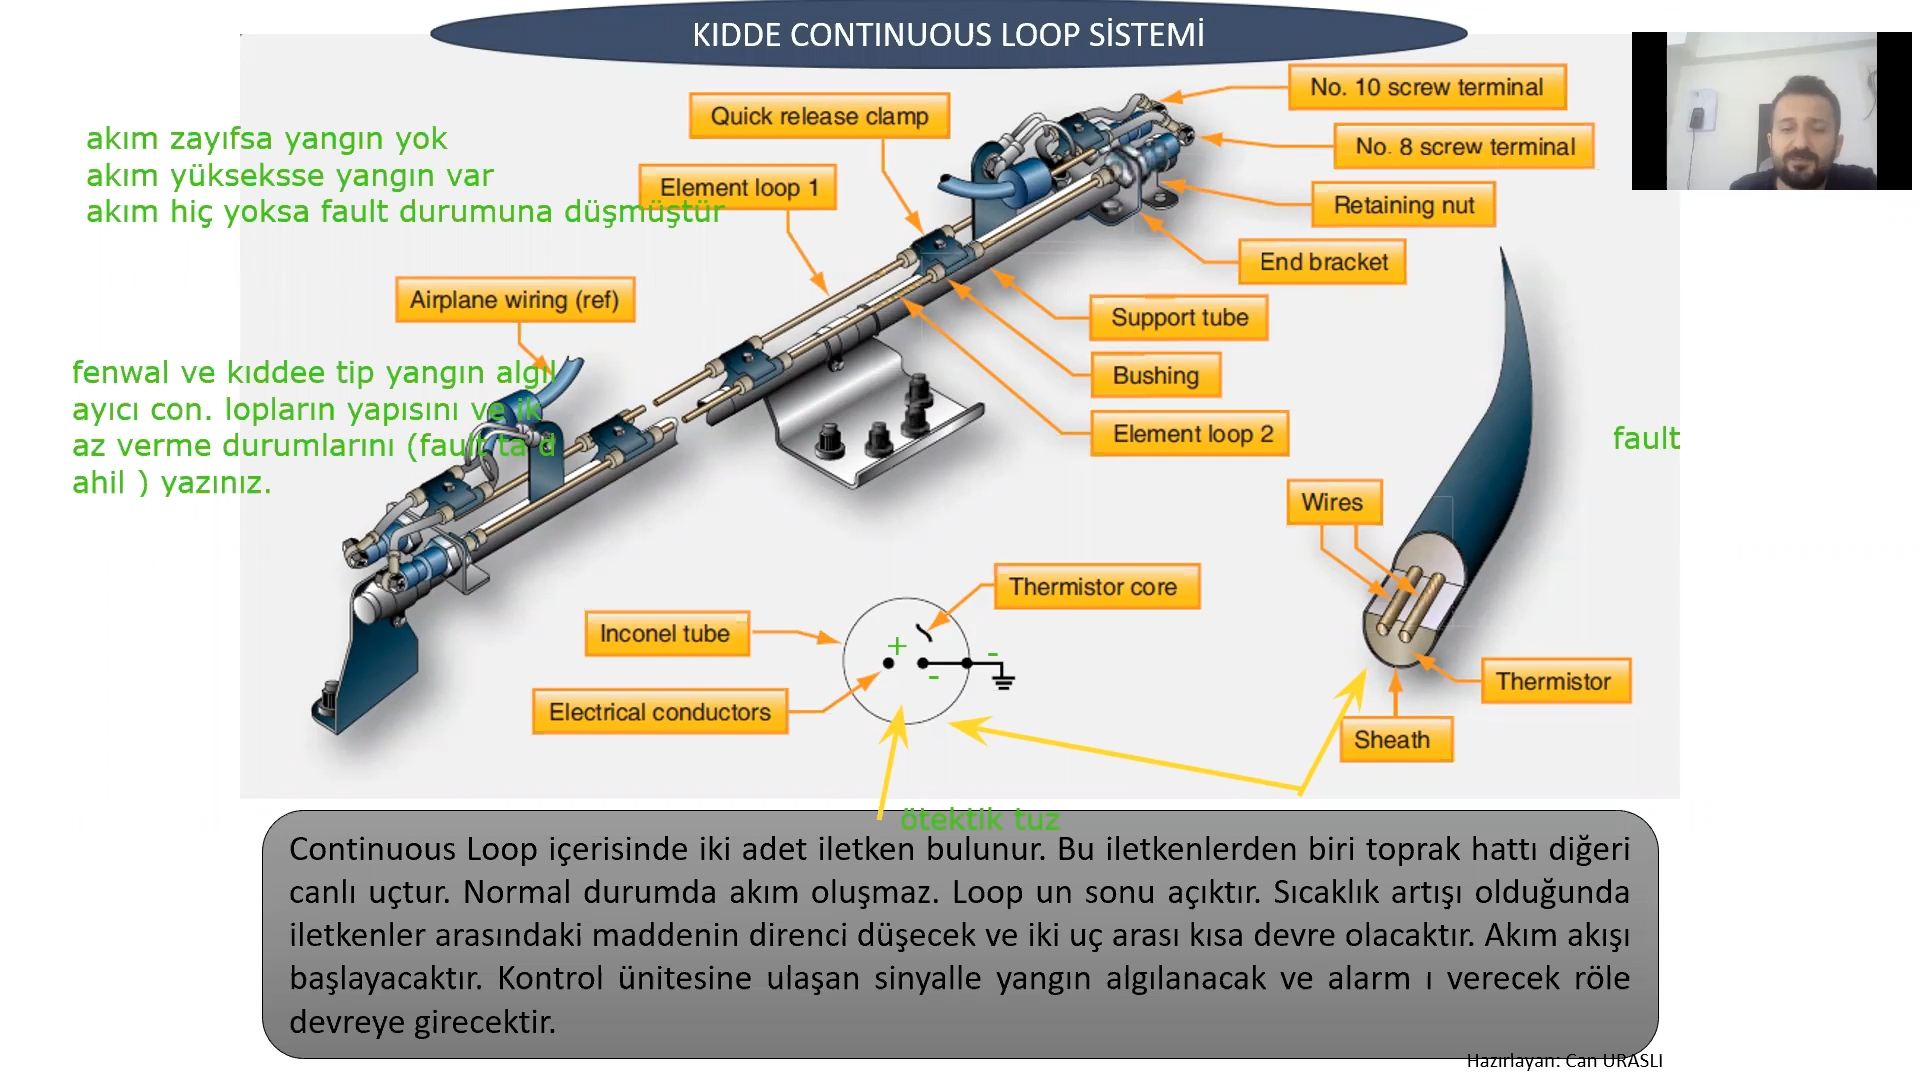 KIDDE CONTINUOUS LOOP SİSTEMİ
No. 10 screw terminal
Quick release clamp
akım zayıfsa yangın yok
No. 8 screw terminal
akım yükseksse yangın var
Element loop 1
akım hiç yoksa fault durumuna düşmüştür
Retaining nut
End bracket
Airplane wiring (ref)
Support tube
fenwal ve kıddee tip yangın algıl
ayıcı con. lopların yapısını ve ik
az verme durumlarını (fault ta d
ahil ) yazınız.
Bushing
Element loop 2
fault
Wires
Thermistor core
Inconel tube
+
-
-
Electrical conductors
Thermistor
Sheath
ötektik tuz
Continuous Loop içerisinde iki adet iletken bulunur. Bu iletkenlerden biri toprak hattı diğeri
canlı uçtur. Normal durumda akım oluşmaz. Loop un sonu açıktır. Sıcaklık artışı olduğunda
iletkenler arasındaki maddenin direnci düşecek ve iki uç arası kısa devre olacaktır. Akım akışı
başlayacaktır. Kontrol ünitesine ulaşan sinyalle yangın algılanacak ve alarm ı verecek röle
devreye girecektir.
Hazırlayan: Can URASLI